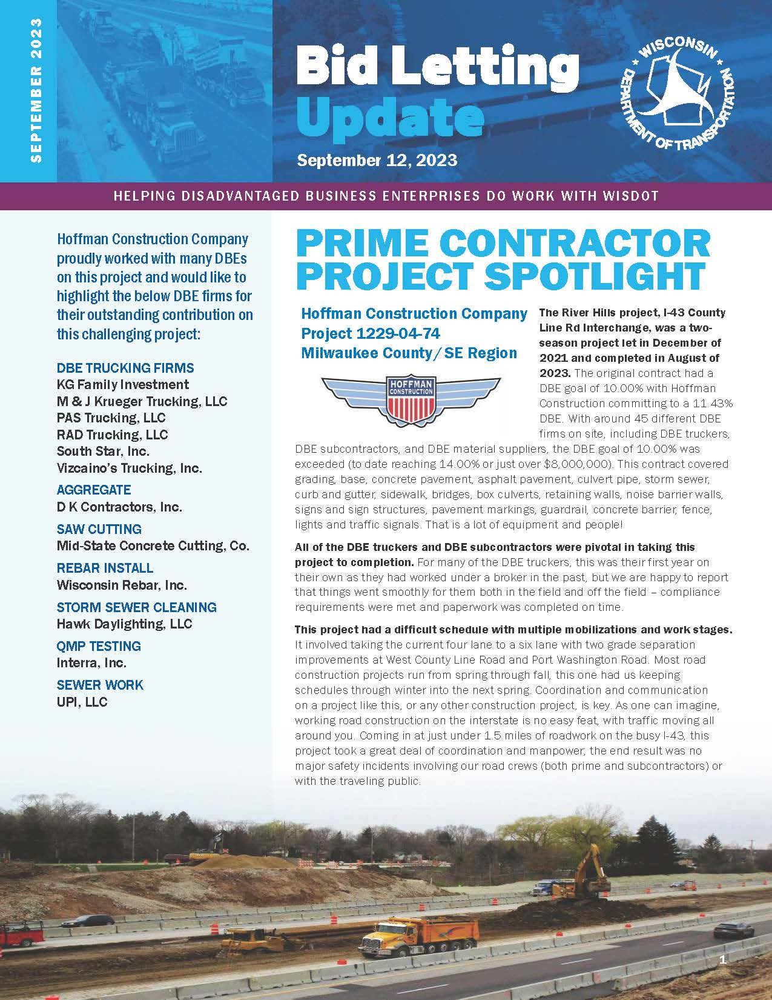 SEPTEMBER 2023
Bid Letting
Update
September 12, 2023
WISCONSIN
DEPARTMENT OF TRANSPORTATION
HELPING DISADVANTAGED BUSINESS ENTERPRISES DO WORK WITH WISDOT
Hoffman Construction Company
proudly worked with many DBEs
on this project and would like to
highlight the below DBE firms for
their outstanding contribution on
this challenging project:
DBE TRUCKING FIRMS
KG Family Investment
M & J Krueger Trucking, LLC
PAS Trucking, LLC
RAD Trucking, LLC
South Star, Inc.
Vizcaino's Trucking, Inc.
AGGREGATE
D K Contractors, Inc.
SAW CUTTING
Mid-State Concrete Cutting, Co.
REBAR INSTALL
Wisconsin Rebar, Inc.
STORM SEWER CLEANING
Hawk Daylighting, LLC
QMP TESTING
Interra, Inc.
SEWER WORK
UPI, LLC
PRIME CONTRACTOR
PROJECT SPOTLIGHT
Hoffman Construction Company
Project 1229-04-74
Milwaukee County/SE Region
HOFFMAN
CONSTRUCTION
The River Hills project, I-43 County
Line Rd Interchange, was a two-
season project let in December of
2021 and completed in August of
2023. The original contract had a
DBE goal of 10.00% with Hoffman
Construction committing to a 11.43%
DBE. With around 45 different DBE
firms on site, including DBE truckers,
DBE subcontractors, and DBE material suppliers, the DBE goal of 10.00% was
exceeded (to date reaching 14.00% or just over $8,000,000). This contract covered
grading, base, concrete pavement, asphalt pavement, culvert pipe, storm sewer,
curb and gutter, sidewalk, bridges, box culverts, retaining walls, noise barrier walls,
signs and sign structures, pavement markings, guardrail, concrete barrier, fence,
lights and traffic signals. That is a lot of equipment and people!
All of the DBE truckers and DBE subcontractors were pivotal in taking this
project to completion. For many of the DBE truckers, this was their first year on
their own as they had worked under a broker in the past, but we are happy to report
that things went smoothly for them both in the field and off the field – compliance
requirements were met and paperwork was completed on time.
This project had a difficult schedule with multiple mobilizations and work stages.
It involved taking the current four lane to a six lane with two grade separation
improvements at West County Line Road and Port Washington Road. Most road
construction projects run from spring through fall, this one had us keeping
schedules through winter into the next spring. Coordination and communication
on a project like this, or any other construction project, is key. As one can imagine,
working road construction on the interstate is no easy feat, with traffic moving all
around you. Coming in at just under 1.5 miles of roadwork on the busy I-43, this
project took a great deal of coordination and manpower; the end result was no
major safety incidents involving our road crews (both prime and subcontractors) or
with the traveling public.
1